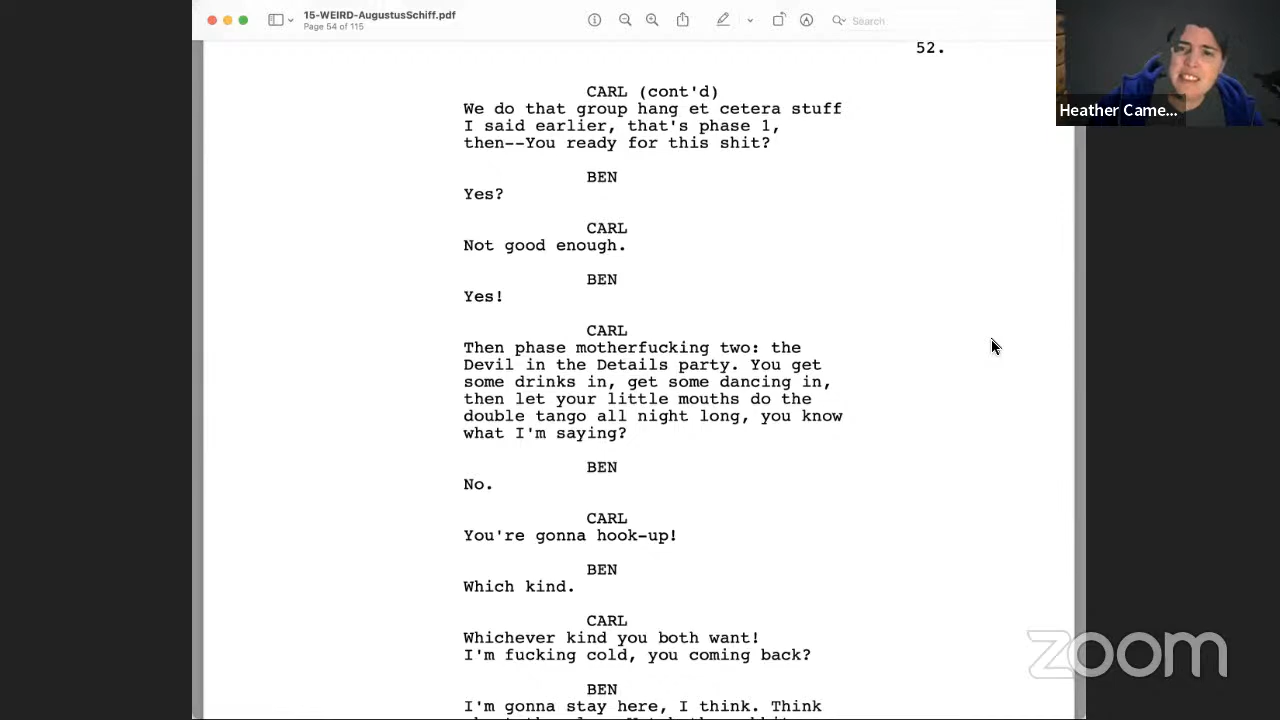 15-WEIRD-AugustusSchiff.pdf
Page 54 of 115
Search
52.
Heather Came...
CARL (cont'd)
We do that group hang et cetera stuff
I said earlier, that's phase 1,
then--You ready for this shit?
BEN
Yes?
CARL
Not good enough.
BEN
Yes!
CARL
Then phase motherfucking two: the
Devil in the Details party. You get
some drinks in, get some dancing in,
then let your little mouths do the
double tango all night long, you know
what I'm saying?
BEN
No.
CARL
You're gonna hook-up!
BEN
Which kind.
CARL
Whichever kind you both want!
I'm fucking cold, you coming back?
BEN
I'm gonna stay here, I think. Think
zoom